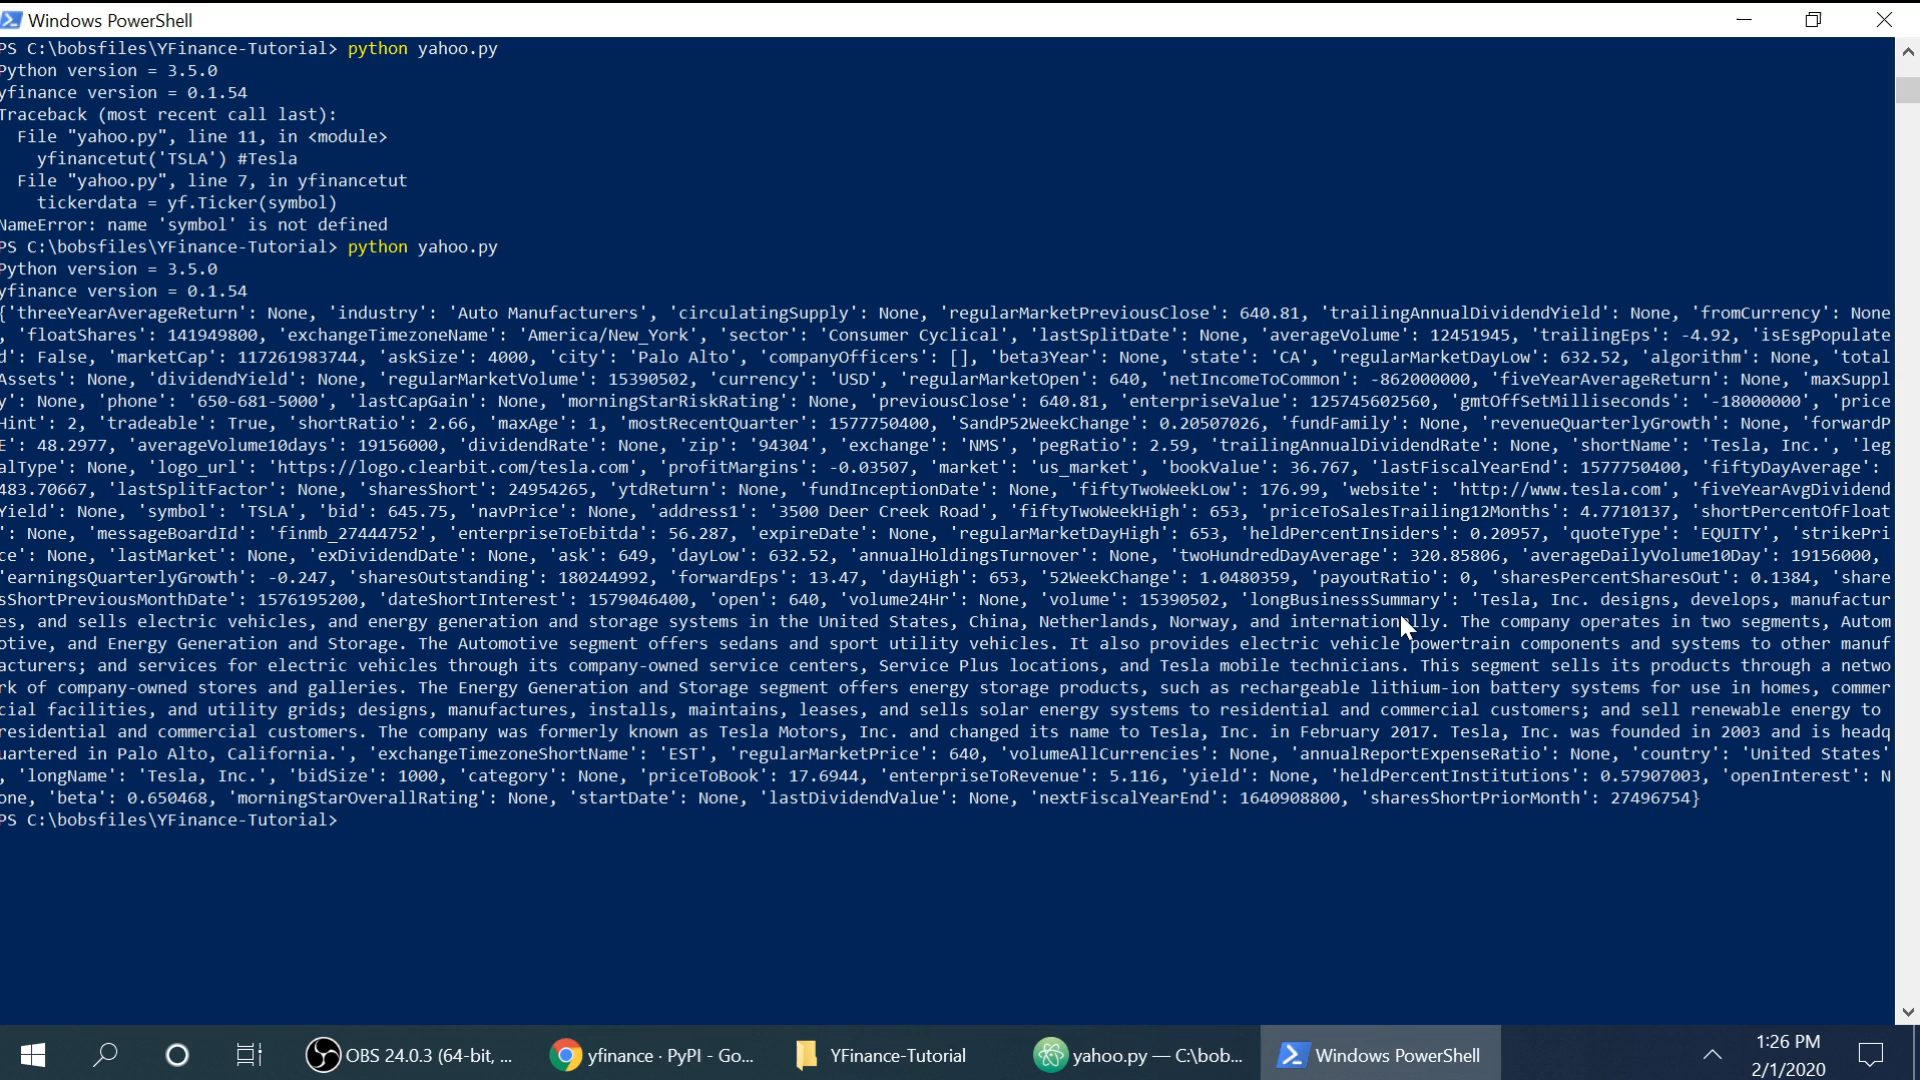 Windows PowerShell
PS C:\bobsfiles\YFinance-Tutorial> python yahoo.py
Python version = 3.5.0
yfinance version = 0.1.54
Traceback (most recent call last):
File "yahoo.py", line 11, in <module>
yfinancetut('TSLA') #Tesla
File "yahoo.py", line 7, in yfinancetut
tickerdata = yf.Ticker(symbol)
NameError: name 'symbol' is not defined
PS C:\bobsfiles\YFinance-Tutorial> python yahoo.py
Python version = 3.5.0
yfinance version = 0.1.54
{'threeYearAverageReturn': None, 'industry': 'Auto Manufacturers', 'circulatingSupply': None, 'regularMarketPreviousClose': 640.81, 'trailingAnnualDividendYield': None, 'fromCurrency': None
, 'floatShares': 141949800, 'exchangeTimezoneName': 'America/New_York', 'sector': 'Consumer Cyclical', 'lastSplitDate': None, 'averageVolume': 12451945, 'trailingEps': -4.92, 'isEsgPopulate
d': False, 'marketCap': 117261983744, 'askSize': 4000, 'city': 'Palo Alto', 'companyOfficers': [], 'beta3Year': None, 'state': 'CA', 'regularMarketDayLow': 632.52, 'algorithm': None, 'total
Assets': None, 'dividendYield': None, 'regularMarketVolume': 15390502, 'currency': 'USD', 'regularMarketOpen': 640, 'netIncomeToCommon': -862000000, 'fiveYearAverageReturn': None, 'maxSuppl
y': None, 'phone': '650-681-5000', 'lastCapGain': None, 'morningStarRiskRating': None, 'previousClose': 640.81, 'enterpriseValue': 125745602560, 'gmtOffSetMilliseconds': '-18000000', 'price
Hint': 2, 'tradeable': True, 'shortRatio': 2.66, 'maxAge': 1, 'mostRecentQuarter': 1577750400, 'SandP52WeekChange': 0.20507026, 'fundFamily': None, 'revenueQuarterlyGrowth': None, 'forwardP
E': 48.2977, 'averageVolume10days': 19156000, 'dividendRate': None, 'zip': '94304', 'exchange': 'NMS', 'pegRatio': 2.59, 'trailingAnnualDividendRate': None, 'shortName': 'Tesla, Inc.', 'leg
alType': None, 'logo_url': 'https://logo.clearbit.com/tesla.com', 'profitMargins': -0.03507, 'market': 'us_market', 'bookValue': 36.767, 'lastFiscalYearEnd': 1577750400, 'fiftyDayAverage':
483.70667, 'lastSplitFactor': None, 'sharesShort': 24954265, 'ytdReturn': None, 'fundInceptionDate': None, 'fiftyTwoWeekLow': 176.99, 'website': 'http://www.tesla.com', 'fiveYearAvgDividend
Yield': None, 'symbol': 'TSLA', 'bid': 645.75, 'navPrice': None, 'address1': '3500 Deer Creek Road', 'fiftyTwoWeekHigh': 653, 'priceToSalesTrailing12Months': 4.7710137, 'shortPercentOfFloat
': None, 'messageBoardId': 'finmb_27444752', 'enterpriseToEbitda': 56.287, 'expireDate': None, 'regularMarketDayHigh': 653, 'heldPercentInsiders': 0.20957, 'quoteType': 'EQUITY', 'strikePri
ce': None, 'lastMarket': None, 'exDividendDate': None, 'ask': 649, 'dayLow': 632.52, 'annualHoldingsTurnover': None, 'twoHundredDayAverage': 320.85806, 'averageDailyVolume10Day': 19156000,
'earningsQuarterlyGrowth': -0.247, 'sharesOutstanding': 180244992, 'forwardEps': 13.47, 'dayHigh': 653, '52WeekChange': 1.0480359, 'payoutRatio': 0, 'sharesPercentSharesOut': 0.1384, 'share
sShortPreviousMonthDate': 1576195200, 'dateShortInterest': 1579046400, 'open': 640, 'volume24Hr': None, 'volume': 15390502, 'longBusinessSummary': 'Tesla, Inc. designs, develops, manufactur
es, and sells electric vehicles, and energy generation and storage systems in the United States, China, Netherlands, Norway, and internationally. The company operates in two segments, Autom
otive, and Energy Generation and Storage. The Automotive segment offers sedans and sport utility vehicles. It also provides electric vehicle powertrain components and systems to other manuf
acturers; and services for electric vehicles through its company-owned service centers, Service Plus locations, and Tesla mobile technicians. This segment sells its products through a netwo
rk of company-owned stores and galleries. The Energy Generation and Storage segment offers energy storage products, such as rechargeable lithium-ion battery systems for use in homes, commer
cial facilities, and utility grids; designs, manufactures, installs, maintains, leases, and sells solar energy systems to residential and commercial customers; and sell renewable energy to
residential and commercial customers. The company was formerly known as Tesla Motors, Inc. and changed its name to Tesla, Inc. in February 2017. Tesla, Inc. was founded in 2003 and is headq
uartered in Palo Alto, California.', 'exchangeTimezoneShortName': 'EST', 'regularMarketPrice': 640, 'volumeAllCurrencies': None, 'annualReportExpenseRatio': None, 'country': 'United States'
, 'longName': 'Tesla, Inc.', 'bidSize': 1000, 'category': None, 'priceToBook': 17.6944, 'enterpriseToRevenue': 5.116, 'yield': None, 'heldPercentInstitutions': 0.57907003, 'openInterest': N
one, 'beta': 0.650468, 'morningStarOverallRating': None, 'startDate': None, 'lastDividendValue': None, 'nextFiscalYearEnd': 1640908800, 'sharesShortPriorMonth': 27496754}
PS C:\bobsfiles\YFinance-Tutorial>
OBS 24.0.3 (64-bit, ...
yfinance · PyPI - Go...
YFinance-Tutorial
yahoo.py — C:\bob...
Windows PowerShell
1:26 PM
2/1/2020